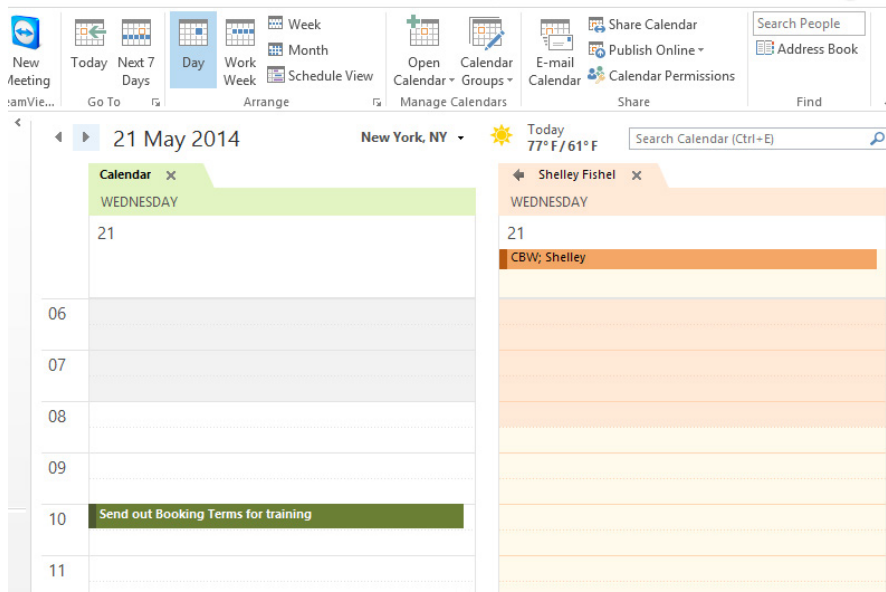 New
Meeting
TeamVie...
Today
Next 7
Days
Go To
Day
Work
Week
Week
Month
Schedule View
Arrange
Open
Calendar
Calendar
Groups
Manage Calendars
E-mail
Calendar
Share Calendar
Publish Online
Calendar Permissions
Share
Search People
Address Book
Find
21 May 2014
New York, NY
Today
77° F / 61° F
Search Calendar (Ctrl+E)
Calendar
WEDNESDAY
21
Shelley Fishel
WEDNESDAY
21
CBW; Shelley
06
07
08
09
10
Send out Booking Terms for training
11